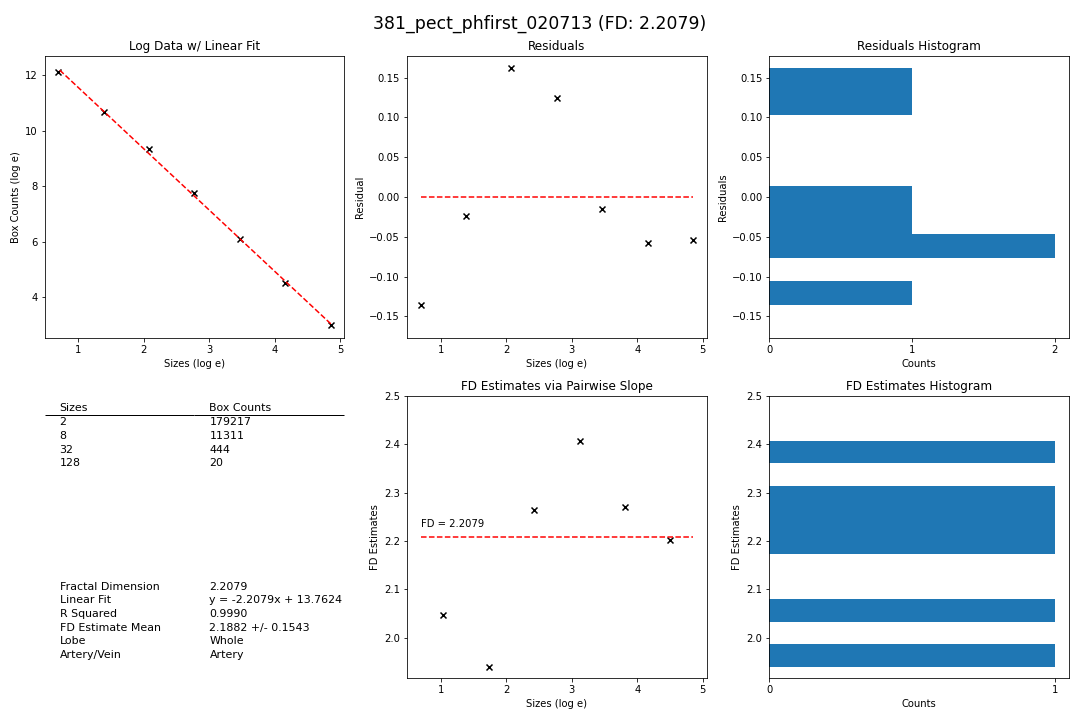 381_pect_phfirst_020713 (FD: 2.2079)
Log Data w/ Linear Fit
Residuals
Residuals Histogram
Box Counts (log e)
12
10
8
6
4
1
2
3
4
5
Sizes (log e)
Residual
0.15
0.10
0.05
0.00
−0.05
−0.10
−0.15
1
2
3
4
5
Sizes (log e)
Residuals
0.15
0.10
0.05
0.00
−0.05
−0.10
−0.15
0
1
2
Counts
Sizes Box Counts
2 179217
8 11311
32 444
128 20
Fractal Dimension 2.2079
Linear Fit y = -2.2079x + 13.7624
R Squared 0.9990
FD Estimate Mean 2.1882 +/- 0.1543
Lobe Whole
Artery/Vein Artery
FD Estimates via Pairwise Slope
FD Estimates
2.5
2.4
2.3
2.2
2.1
2.0
FD = 2.2079
1
2
3
4
5
Sizes (log e)
FD Estimates Histogram
FD Estimates
2.5
2.4
2.3
2.2
2.1
2.0
0
1
Counts